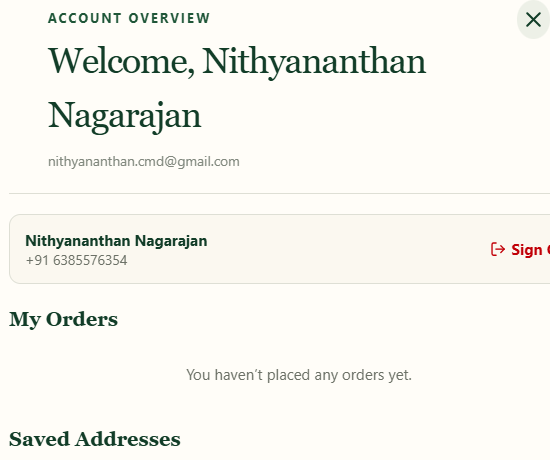 ACCOUNT OVERVIEW
Welcome, Nithyananthan
Nagarajan
nithyananthan.cmd@gmail.com
Nithyananthan Nagarajan
+91 6385576354
Sign
My Orders
You haven’t placed any orders yet.
Saved Addresses